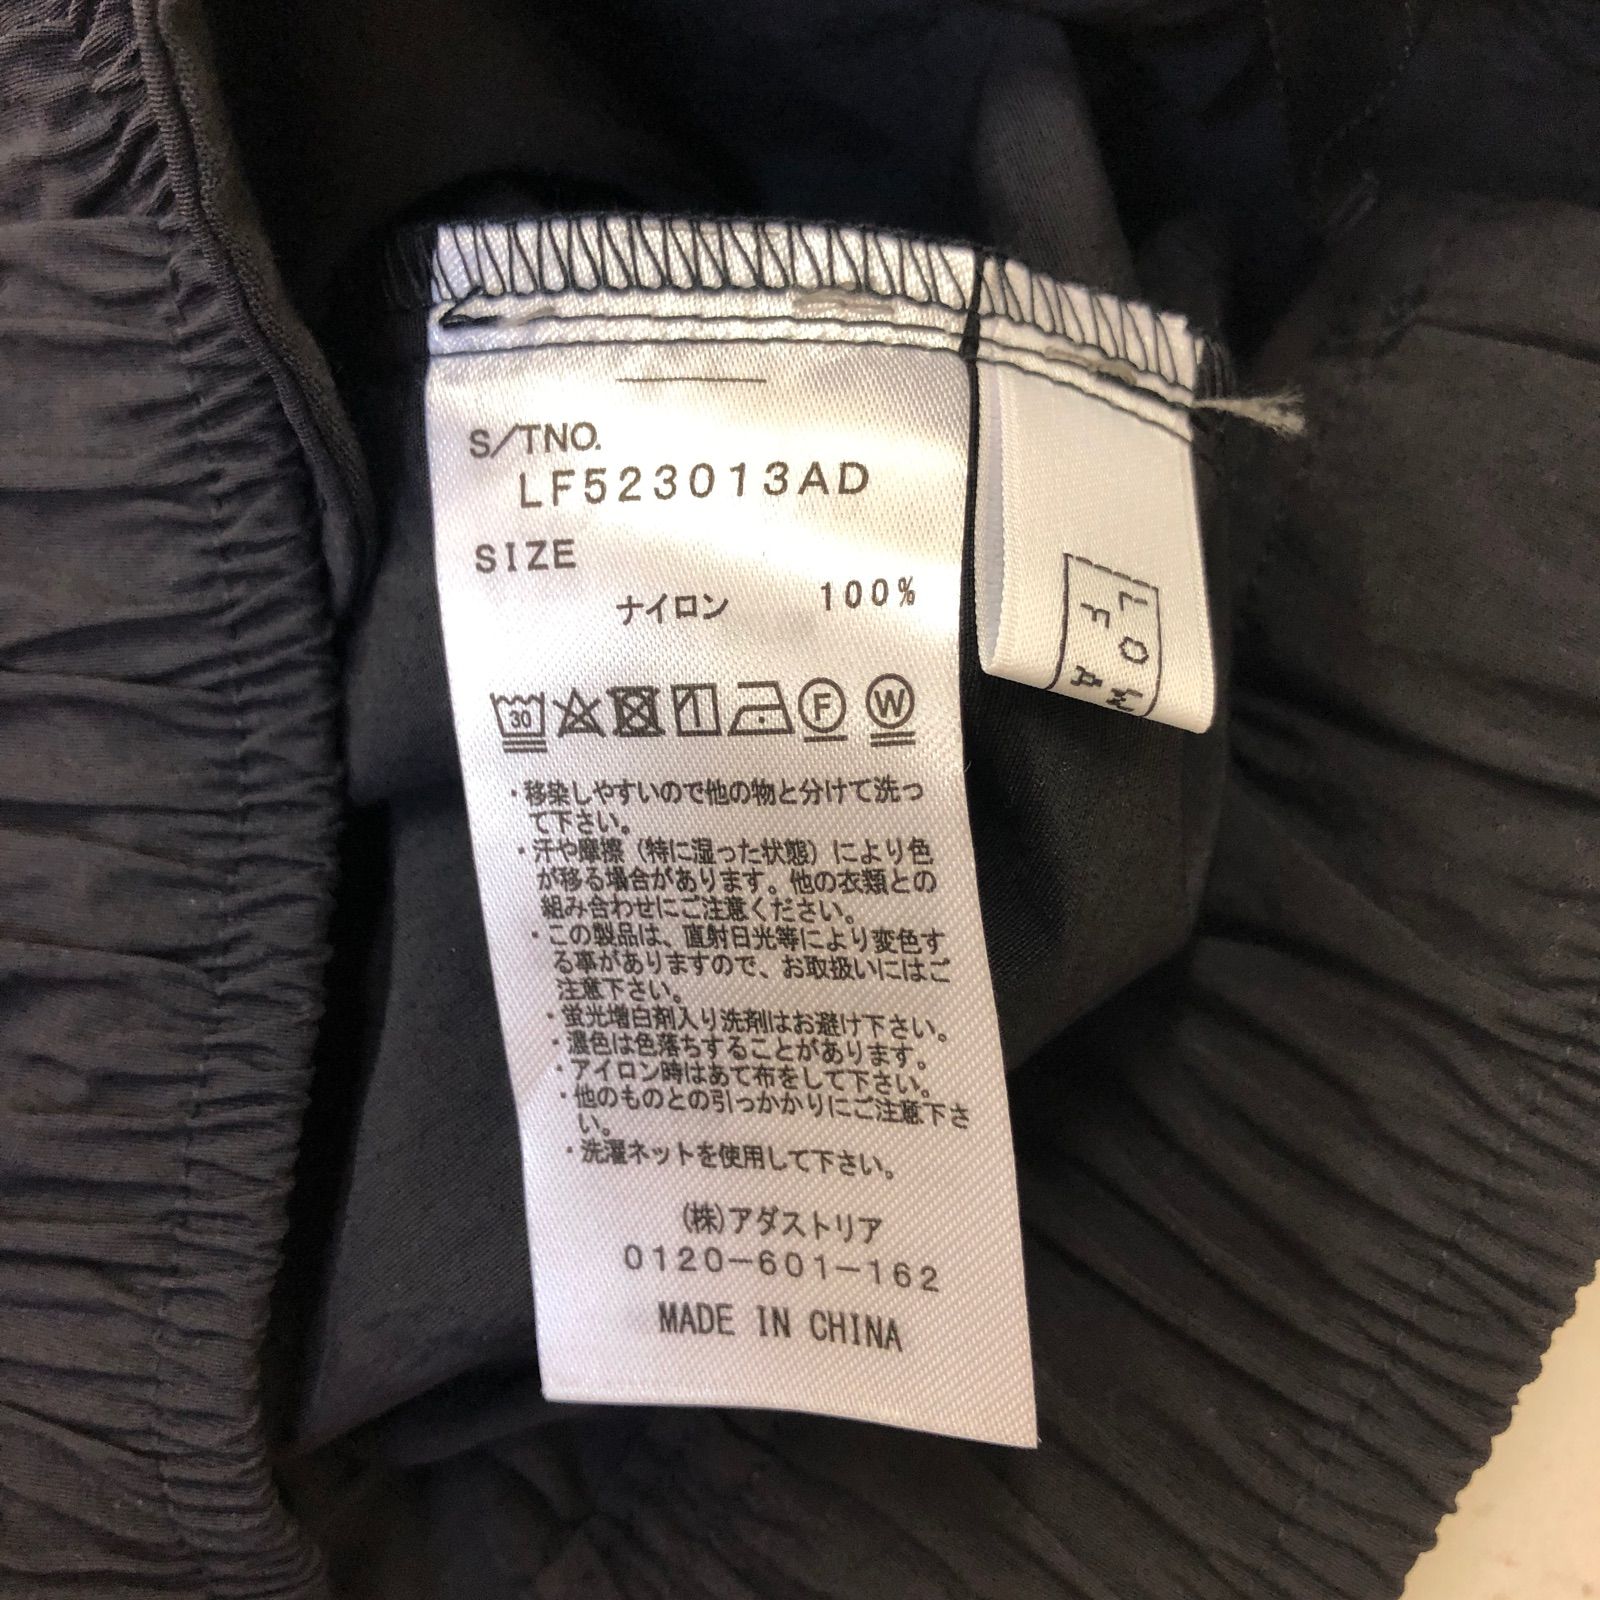 S/TNO.
LF523013AD
SIZE
ナイロン 100%
30
F
W
・移染しやすいので他の物と分けて洗っ
て下さい。
・汗や摩擦（特に湿った状態）により色
が移る場合があります。他の衣類との
組み合わせにご注意ください。
・この製品は、直射日光等により変色す
る事がありますので、お取扱いにはご
注意下さい。
・蛍光増白剤入り洗剤はお避け下さい。
・濃色は色落ちすることがあります。
・アイロン時はあて布をして下さい。
・他のものとの引っかかりにご注意下さ
い。
・洗濯ネットを使用して下さい。
(株)アダストリア
0120-601-162
MADE IN CHINA